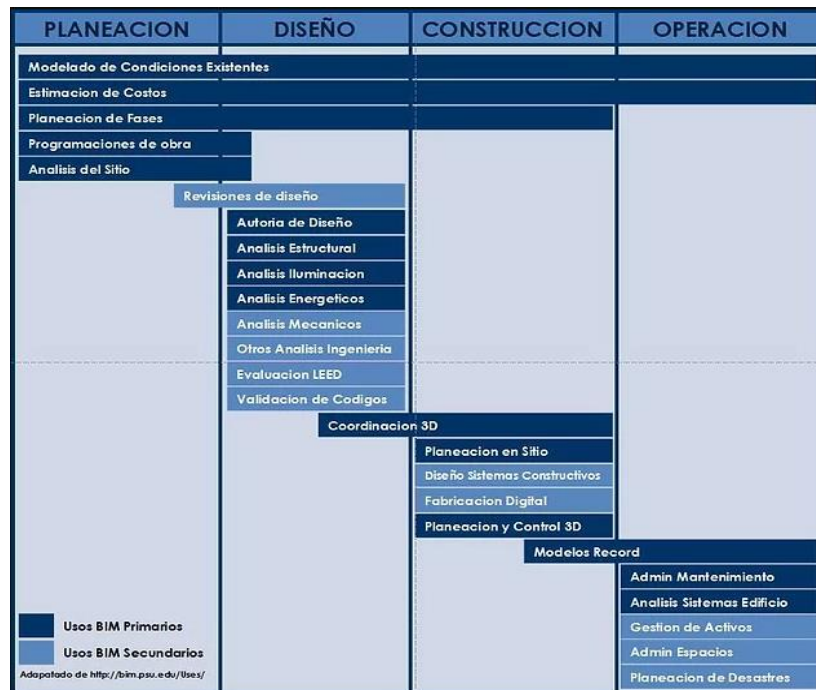 PLANEACION DISEÑO CONSTRUCCION OPERACION
Modelado de Condiciones Existentes
Estimacion de Costos
Planeacion de Fases
Programaciones de obra
Analisis del Sitio
Revisiones de diseño
Autoria de Diseño
Analisis Estructural
Analisis Iluminacion
Analisis Energeticos
Analisis Mecanicos
Otros Analisis Ingenieria
Evaluacion LEED
Validacion de Codigos
Coordinacion 3D
Planeacion en Sitio
Diseño Sistemas Constructivos
Fabricacion Digital
Planeacion y Control 3D
Modelos Record
Admin Mantenimiento
Analisis Sistemas Edificio
Gestion de Activos
Admin Espacios
Planeacion de Desastres
Usos BIM Primarios
Usos BIM Secundarios
Adapatado de http://bim.psu.edu/Uses/